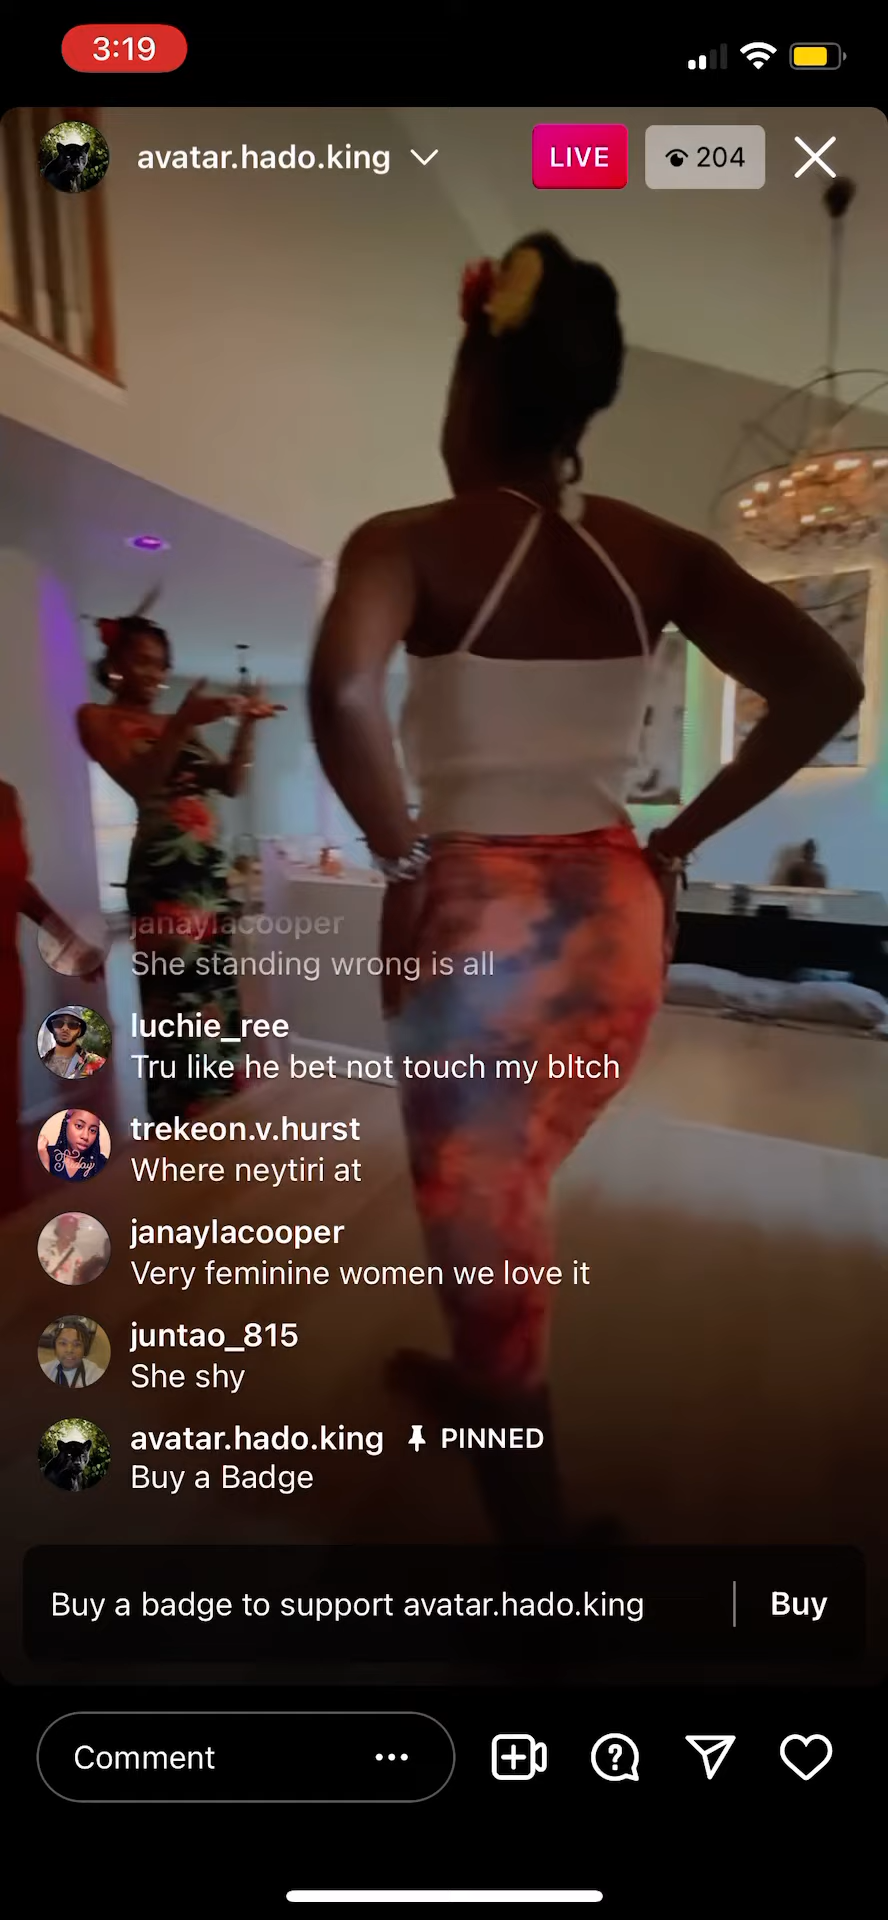 3:19
avatar.hado.king
LIVE
204
janaylacooper
She standing wrong is all
luchie_ree
Tru like he bet not touch my bItch
trekeon.v.hurst
Where neytiri at
janaylacooper
Very feminine women we love it
juntao_815
She shy
avatar.hado.king PINNED
Buy a Badge
Buy a badge to support avatar.hado.king | Buy
Comment